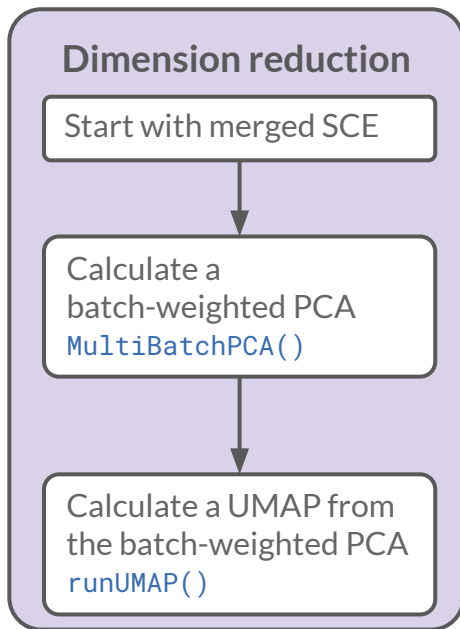 Dimension reduction
Start with merged SCE
Calculate a
batch-weighted PCA
MultiBatchPCA()
Calculate a UMAP from
the batch-weighted PCA
runUMAP()